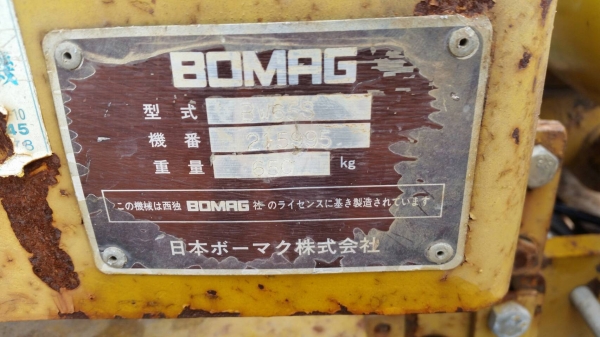 BOMAG
型式
機番
重量 kg
この機械は西独 BOMAG 社のライセンスに基き製造されています
日本ボーマク株式会社
10
45